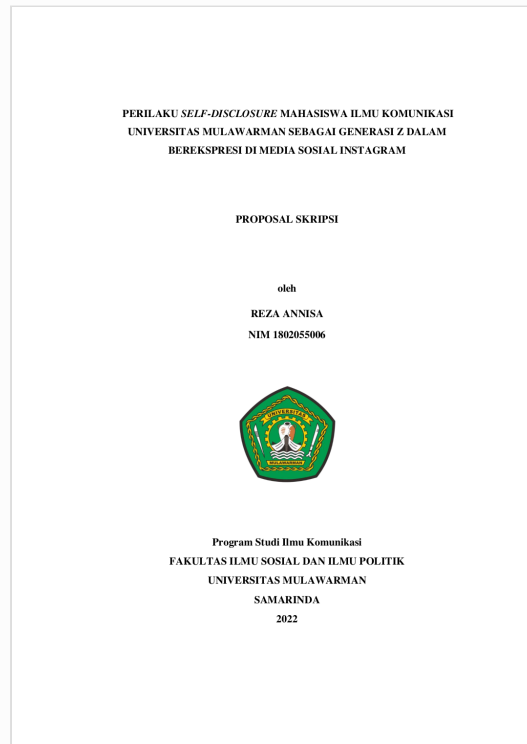 PERILAKU SELF-DISCLOSURE MAHASISWA ILMU KOMUNIKASI
UNIVERSITAS MULAWARMAN SEBAGAI GENERASI Z DALAM
BEREKSPRESI DI MEDIA SOSIAL INSTAGRAM
PROPOSAL SKRIPSI
oleh
REZA ANNISA
NIM 1802055006
UNIVERSITAS
MULAWARMAN
Program Studi Ilmu Komunikasi
FAKULTAS ILMU SOSIAL DAN ILMU POLITIK
UNIVERSITAS MULAWARMAN
SAMARINDA
2022